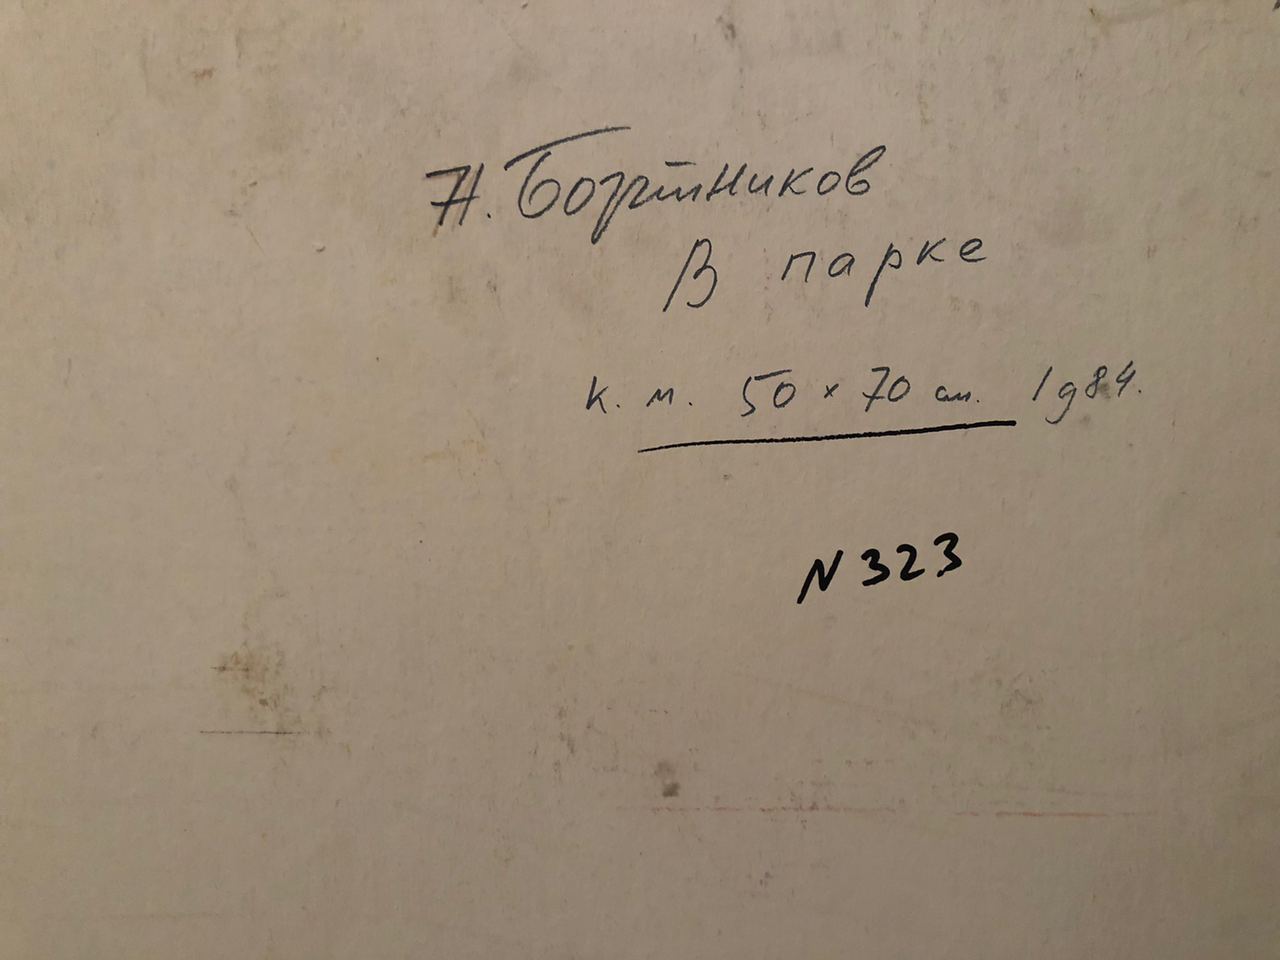 Н. Бортников
В парке
к. м. 50 × 70 см. 1984.
N 323